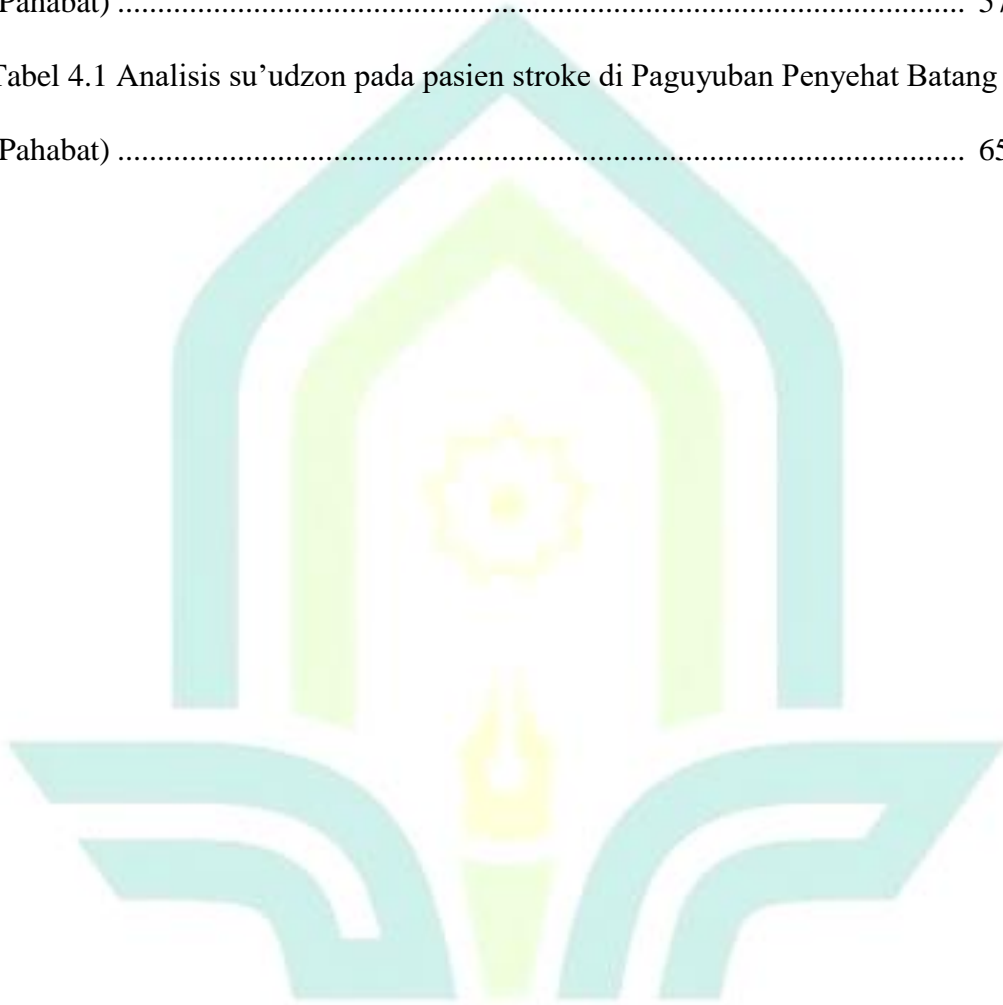 Pahabat) ........................................................................................................... 57
Tabel 4.1 Analisis su’udzon pada pasien stroke di Paguyuban Penyehat Batang
Pahabat) ........................................................................................................... 65